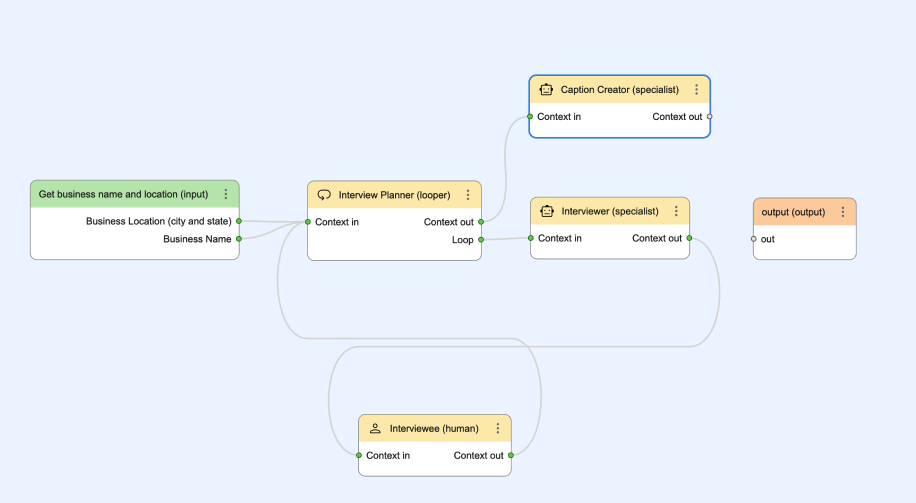 Caption Creator (specialist)
Context in
Context out
Get business name and location (input)
Business Location (city and state)
Business Name
Interview Planner (looper)
Context in
Context out
Loop
Interviewer (specialist)
Context in
Context out
output (output)
out
Interviewee (human)
Context in
Context out